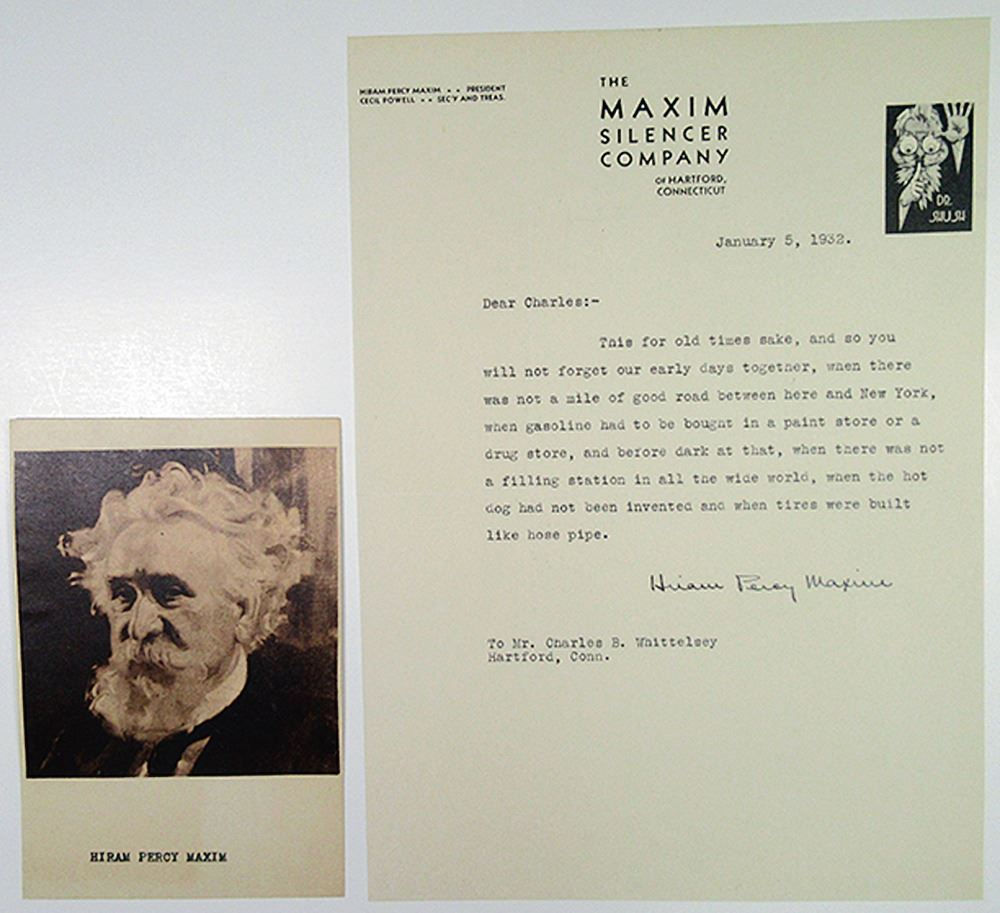 HIRAM PERCY MAXIM • • PRESIDENT
CECIL POWELL • • SEC'Y AND TREAS.
THE
MAXIM
SILENCER
COMPANY
OF HARTFORD,
CONNECTICUT
DR.
SHUSH
January 5, 1932.
Dear Charles:-
This for old times sake, and so you
will not forget our early days together, when there
was not a mile of good road between here and New York,
when gasoline had to be bought in a paint store or a
drug store, and before dark at that, when there was not
a filling station in all the wide world, when the hot
dog had not been invented and when tires were built
like hose pipe.
Hiram Percy Maxim
To Mr. Charles B. Whittelsey
Hartford, Conn.
HIRAM PERCY MAXIM